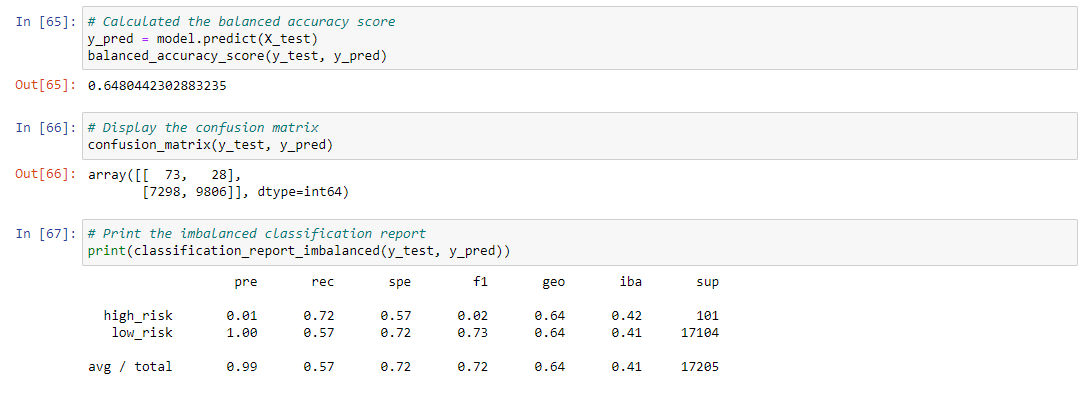 In [65]: # Calculated the balanced accuracy score
y_pred = model.predict(X_test)
balanced_accuracy_score(y_test, y_pred)
Out[65]: 0.6480442302883235
In [66]: # Display the confusion matrix
confusion_matrix(y_test, y_pred)
Out[66]: array([[  73,   28],
       [7298, 9806]], dtype=int64)
In [67]: # Print the imbalanced classification report
print(classification_report_imbalanced(y_test, y_pred))
pre rec spe f1 geo iba sup
high_risk 0.01 0.72 0.57 0.02 0.64 0.42 101
low_risk 1.00 0.57 0.72 0.73 0.64 0.41 17104
avg / total 0.99 0.57 0.72 0.72 0.64 0.41 17205